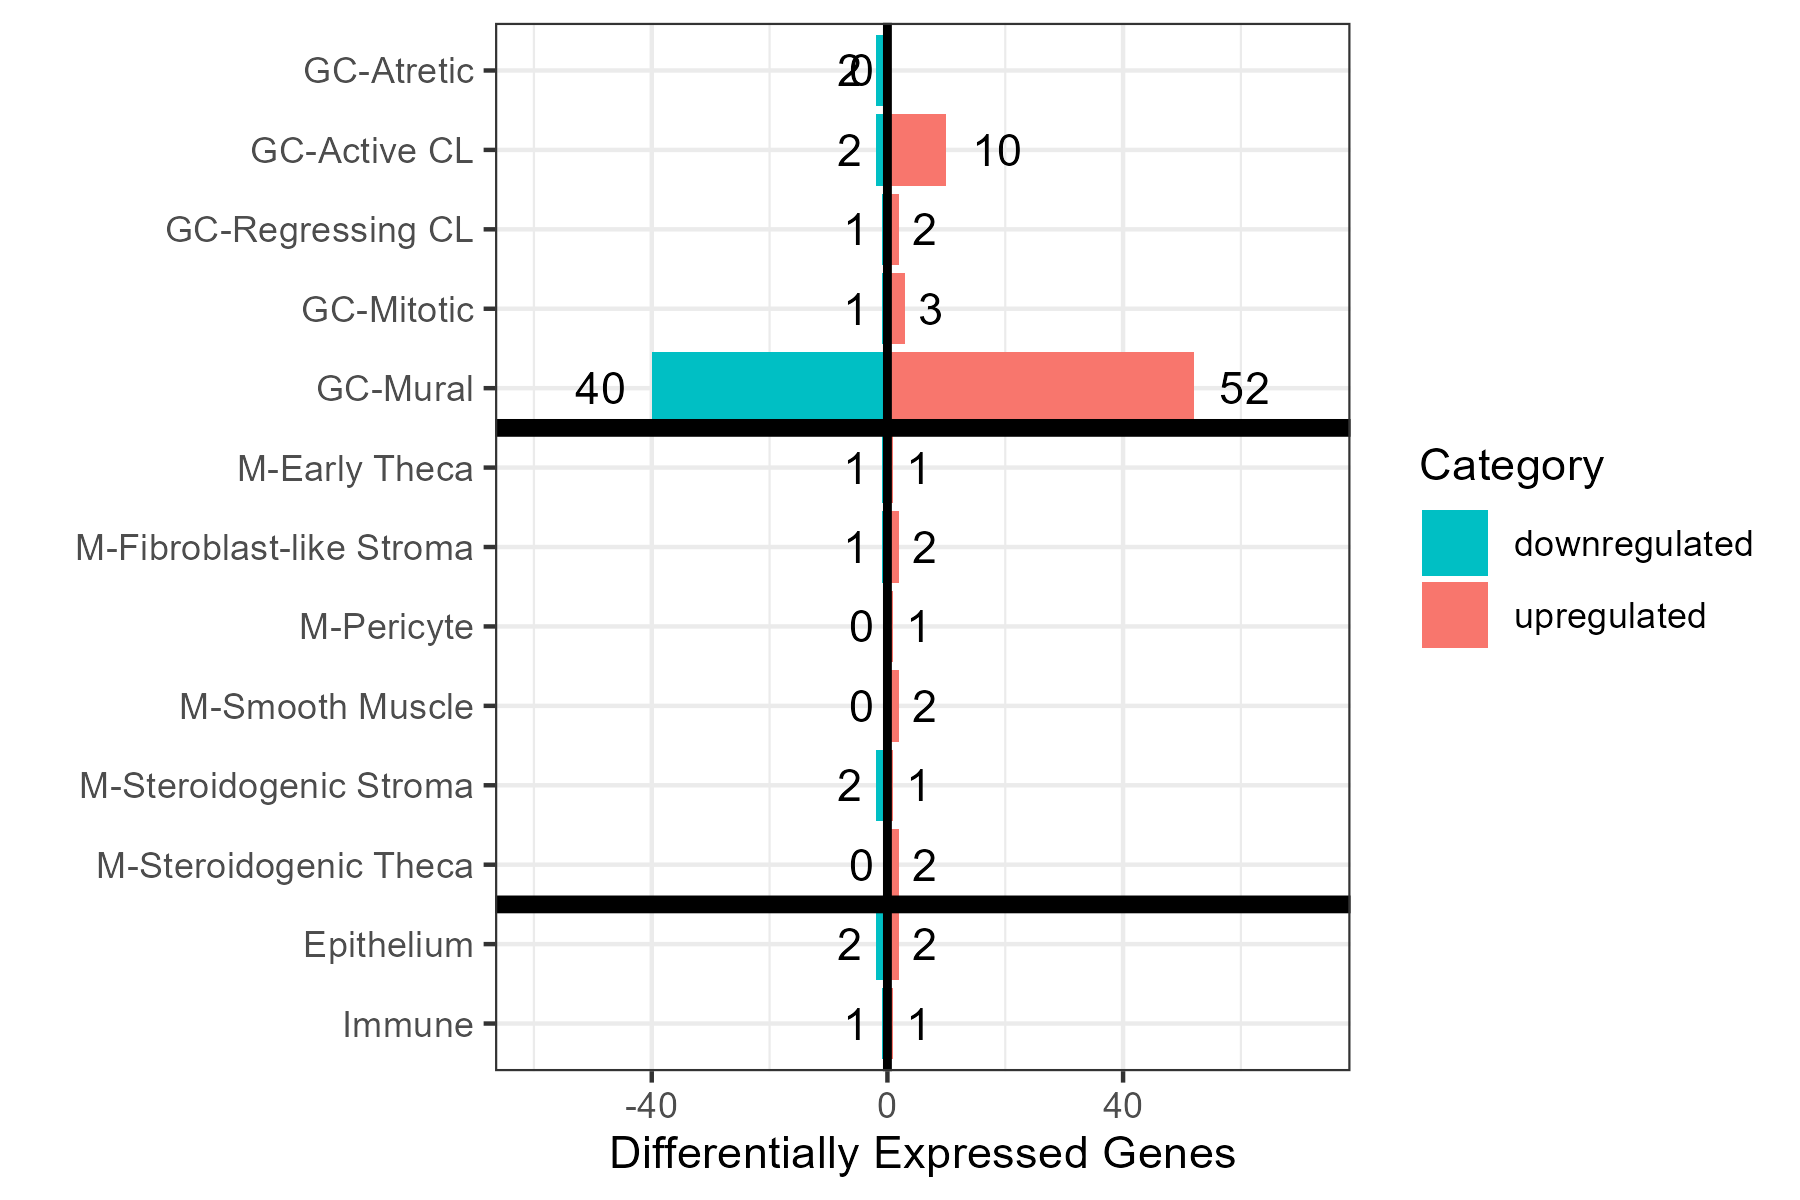 GC-Atretic 2 0
GC-Active CL 2 10
GC-Regressing CL 1 2
GC-Mitotic 1 3
GC-Mural 40 52
M-Early Theca 1 1
M-Fibroblast-like Stroma 1 2
M-Pericyte 0 1
M-Smooth Muscle 0 2
M-Steroidogenic Stroma 2 1
M-Steroidogenic Theca 0 2
Epithelium 2 2
Immune 1 1
-40 0 40
Differentially Expressed Genes
Category
downregulated
upregulated